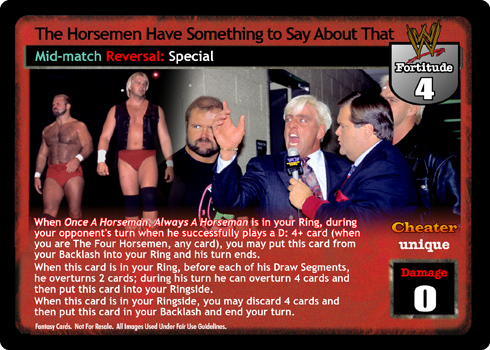 The Horsemen Have Something to Say About That
Mid-match Reversal: Special
Fortitude
4
When Once A Horseman, Always A Horseman is in your Ring, during
your opponent's turn when he successfully plays a D: 4+ card (when
you are The Four Horsemen, any card), you may put this card from
your Backlash into your Ring and his turn ends.
When this card is in your Ring, before each of his Draw Segments,
he overturns 2 cards; during his turn he can overturn 4 cards and
then put this card into your Ringside.
When this card is in your Ringside, you may discard 4 cards and
then put this card in your Backlash and end your turn.
Cheater
unique
Damage
0
Fantasy Cards. Not For Resale. All Images Used Under Fair Use Guidelines.